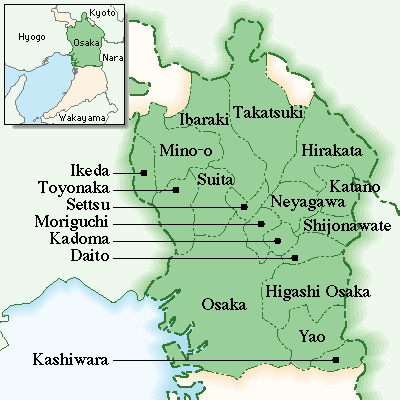 Kyoto
Hyogo
Osaka
Nara
Wakayama
Takatsuki
Ibaraki
Mino-o
Hirakata
Ikeda
Suita
Toyonaka
Katano
Settsu
Neyagawa
Moriguchi
Shijonawate
Kadoma
Daito
Higashi Osaka
Osaka
Yao
Kashiwara